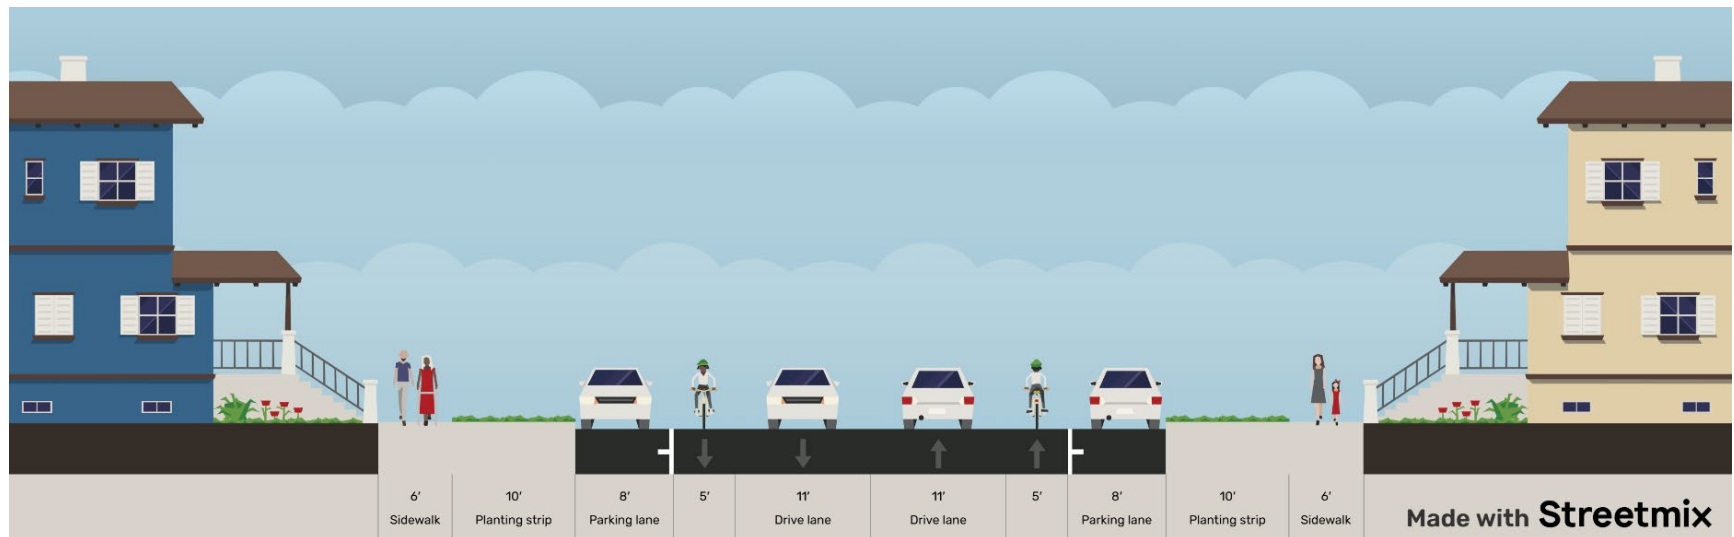 6' 10' 8' 5' 11' 11' 5' 8' 10' 6'
Sidewalk Planting strip Parking lane Drive lane Drive lane Parking lane Planting strip Sidewalk
Made with Streetmix